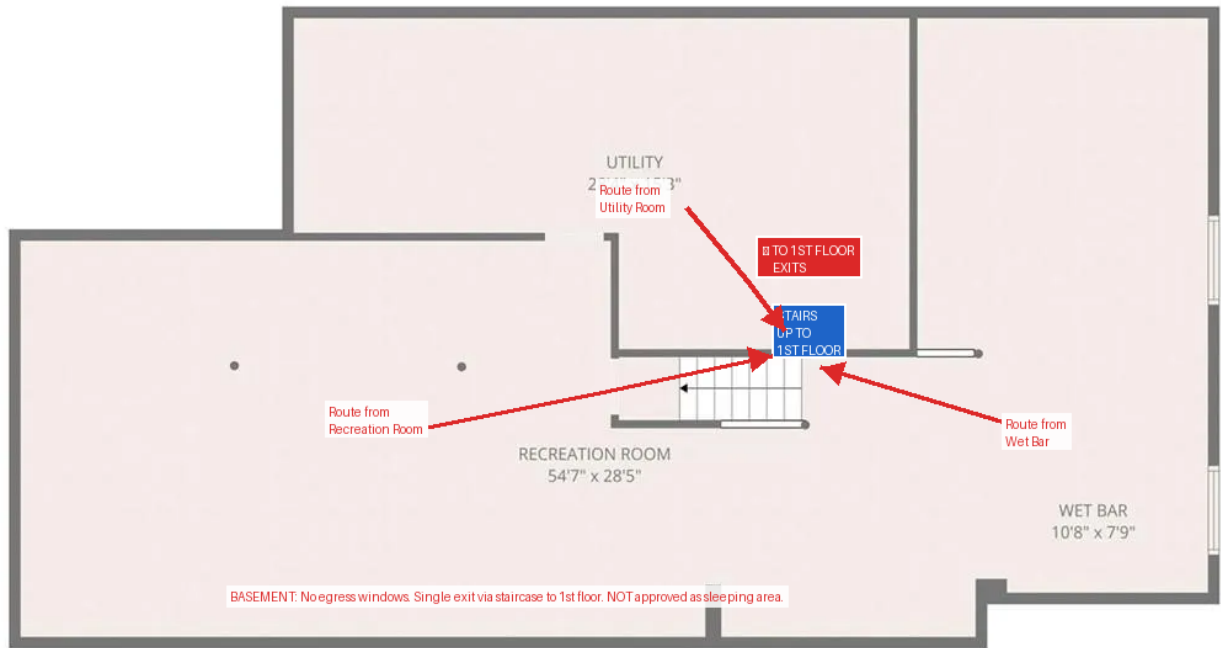 UTILITY
Route from
Utility Room
TO 1ST FLOOR
EXITS
STAIRS
UP TO
1ST FLOOR
Route from
Recreation Room
Route from
Wet Bar
RECREATION ROOM
54'7" x 28'5"
WET BAR
10'8" x 7'9"
BASEMENT: No egress windows. Single exit via staircase to 1st floor. NOT approved as sleeping area.